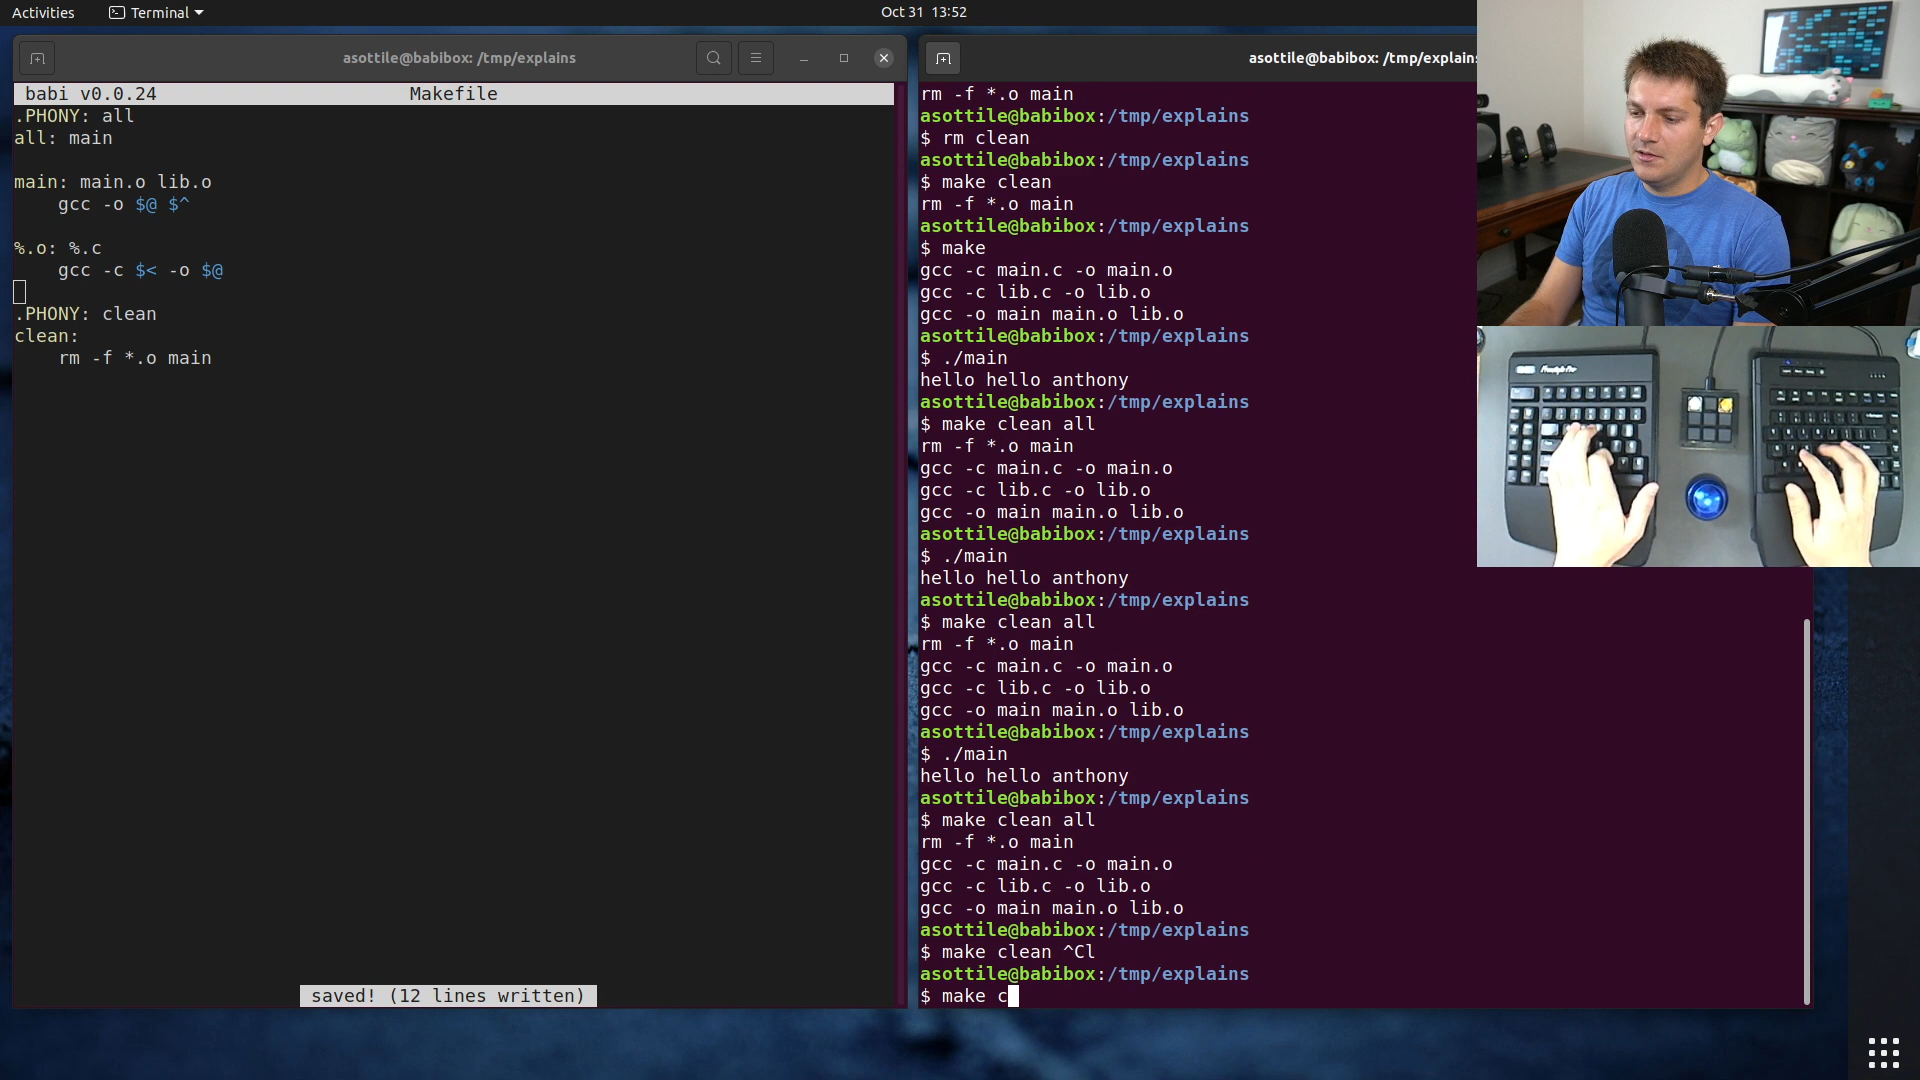 Activities
Terminal
Oct 31 13:52
asottile@babibox: /tmp/explains
babi v0.0.24 Makefile
.PHONY: all
all: main
main: main.o lib.o
    gcc -o $@ $^
%.o: %.c
    gcc -c $< -o $@
.PHONY: clean
clean:
    rm -f *.o main
saved! (12 lines written)
asottile@babibox: /tmp/explains
rm -f *.o main
asottile@babibox:/tmp/explains
$ rm clean
asottile@babibox:/tmp/explains
$ make clean
rm -f *.o main
asottile@babibox:/tmp/explains
$ make
gcc -c main.c -o main.o
gcc -c lib.c -o lib.o
gcc -o main main.o lib.o
asottile@babibox:/tmp/explains
$ ./main
hello hello anthony
asottile@babibox:/tmp/explains
$ make clean all
rm -f *.o main
gcc -c main.c -o main.o
gcc -c lib.c -o lib.o
gcc -o main main.o lib.o
asottile@babibox:/tmp/explains
$ ./main
hello hello anthony
asottile@babibox:/tmp/explains
$ make clean all
rm -f *.o main
gcc -c main.c -o main.o
gcc -c lib.c -o lib.o
gcc -o main main.o lib.o
asottile@babibox:/tmp/explains
$ ./main
hello hello anthony
asottile@babibox:/tmp/explains
$ make clean all
rm -f *.o main
gcc -c main.c -o main.o
gcc -c lib.c -o lib.o
gcc -o main main.o lib.o
asottile@babibox:/tmp/explains
$ make clean ^Cl
asottile@babibox:/tmp/explains
$ make c